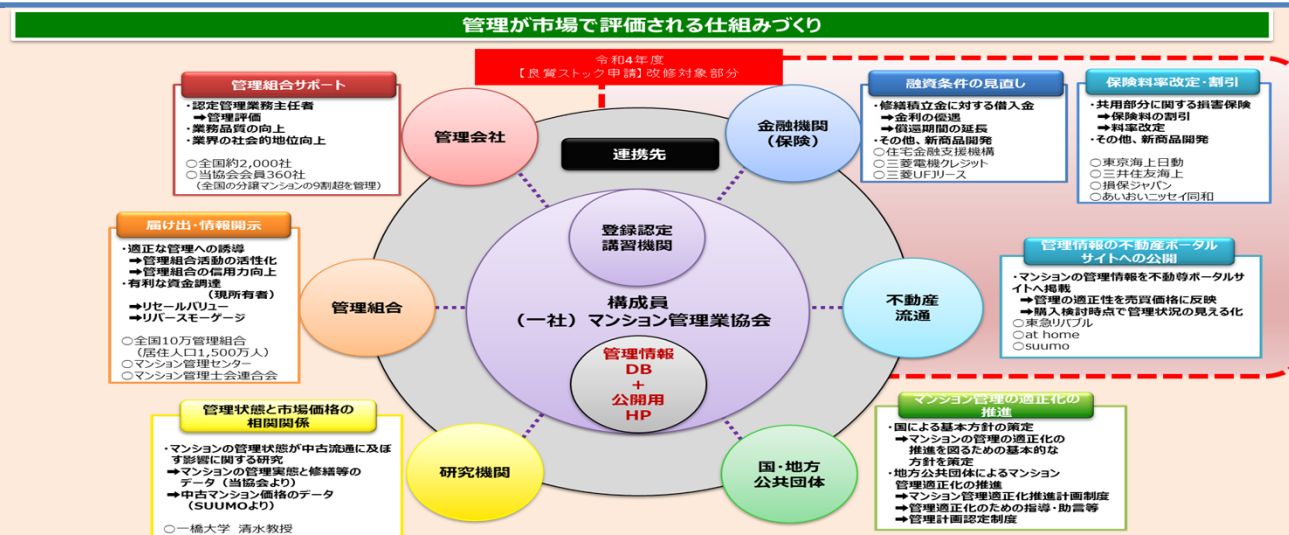 管理が市場で評価される仕組みづくり
令和4年度
【良質ストック申請】改修対象部分
管理組合サポート
・認定管理業務主任者
➡管理評価
・業務品質の向上
・業界の社会的地位向上
○全国約2,000社
○当協会会員360社
(全国の分譲マンションの9割超を管理)
管理会社
連携先
金融機関
(保険)
融資条件の見直し
・修繕積立金に対する借入金
➡金利の優遇
➡償還期間の延長
・その他、新商品開発
○住宅金融支援機構
○三菱電機クレジット
○三菱UFJリース
保険料率改定・割引
・共用部分に関する損害保険
➡保険料の割引
➡料率改定
・その他、新商品開発
○東京海上日動
○三井住友海上
○損保ジャパン
○あいおいニッセイ同和
届け出・情報開示
・適正な管理への誘導
➡管理組合活動の活性化
➡管理組合の信用力向上
・有利な資金調達
(現所有者)
➡リセールバリュー
➡リバースモーゲージ
○全国10万管理組合
(居住人口1,500万人)
○マンション管理センター
○マンション管理士会連合会
管理組合
登録認定
講習機関
構成員
(一社)マンション管理業協会
管理情報
DB
+
公開用
HP
不動産
流通
管理情報の不動産ポータル
サイトへの公開
・マンションの管理情報を不動尊ポータルサ
イトへ掲載
➡管理の適正性を売買価格に反映
➡購入検討時点で管理状況の見える化
○東急リバブル
○at home
○suumo
管理状態と市場価格の
相関関係
・マンションの管理状態が中古流通に及ぼ
す影響に関する研究
➡マンションの管理実態と修繕等の
データ(当協会より)
➡中古マンション価格のデータ
(SUUMOより)
○一橋大学 清水教授
研究機関
国・地方
公共団体
マンション管理の適正化の
推進
・国による基本方針の策定
➡マンションの管理の適正化の
推進を図るための基本的な
方針を策定
・地方公共団体によるマンション
管理適正化の推進
➡マンション管理適正化推進計画制度
➡管理適正化のための指導・助言等
➡管理計画認定制度